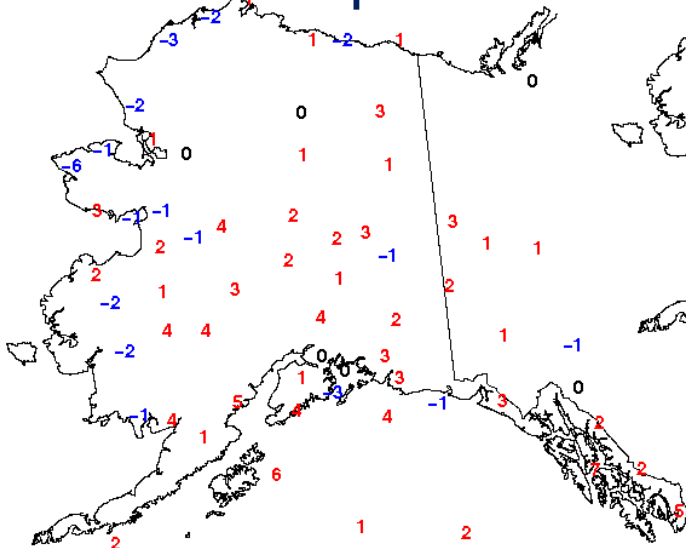 1
-2
-3
1 -2 1
0
-2
0 3
1
-1 0 1 1
-6
3 -1 -1 2 3
4
2 -1 2 3 1 1
2 2 -1
-2 1 3 1 2
4 4 4 2 1
-2 0 3 -1
0
1 3 0
5 -3 -1 3
-1 4 4 4 2
1
6 7 2
5
2 1 2